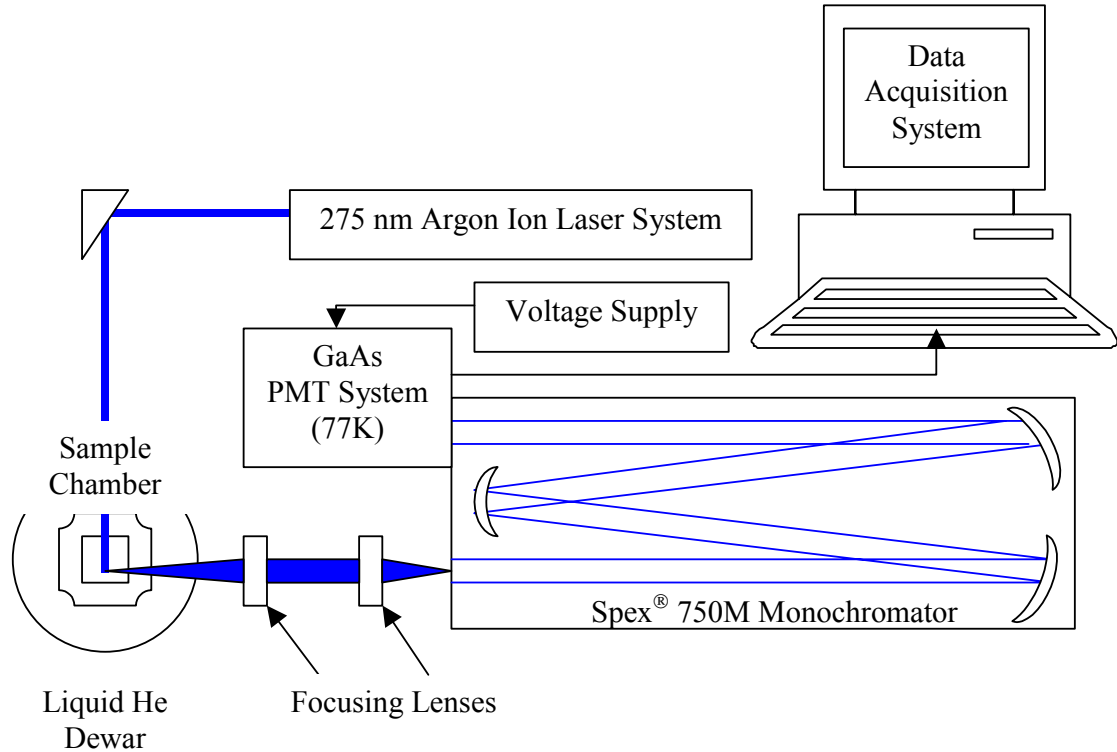 Data
Acquisition
System
275 nm Argon Ion Laser System
Voltage Supply
GaAs
PMT System
(77K)
Sample
Chamber
Spex® 750M Monochromator
Liquid He
Dewar
Focusing Lenses